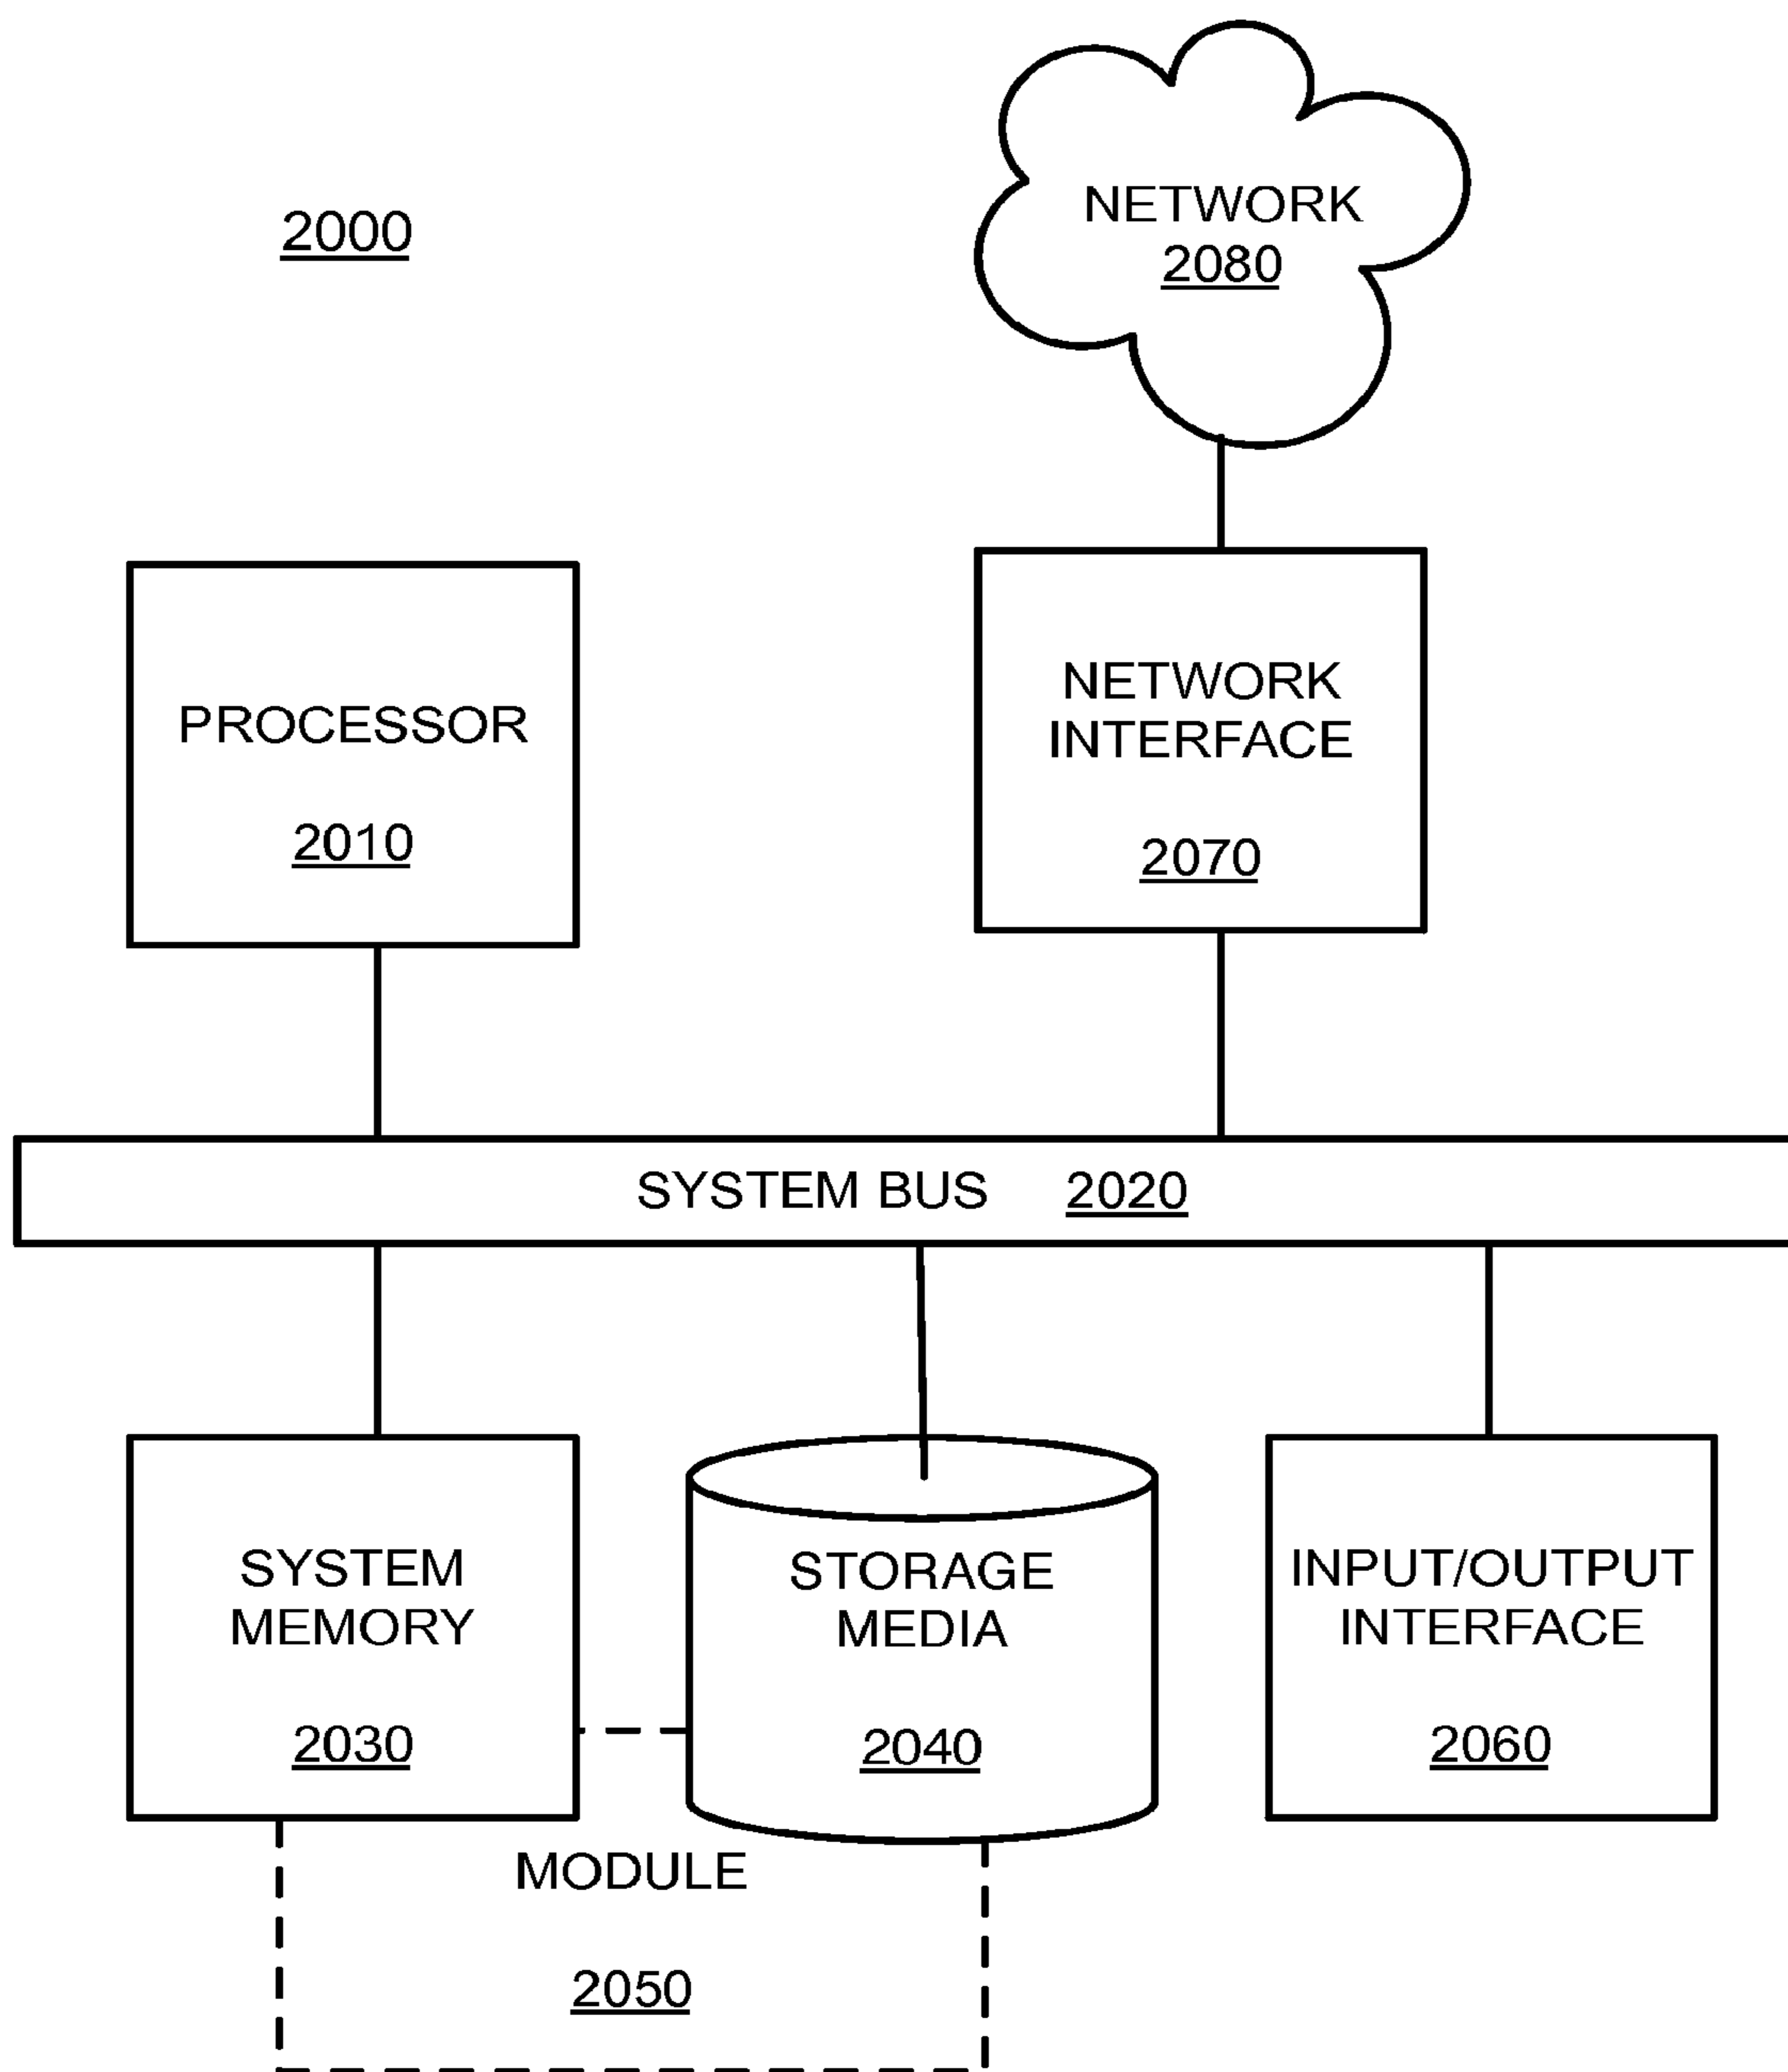 2000
NETWORK
2080
PROCESSOR
2010
NETWORK
INTERFACE
2070
SYSTEM BUS 2020
SYSTEM
MEMORY
2030
STORAGE
MEDIA
2040
INPUT/OUTPUT
INTERFACE
2060
MODULE
2050